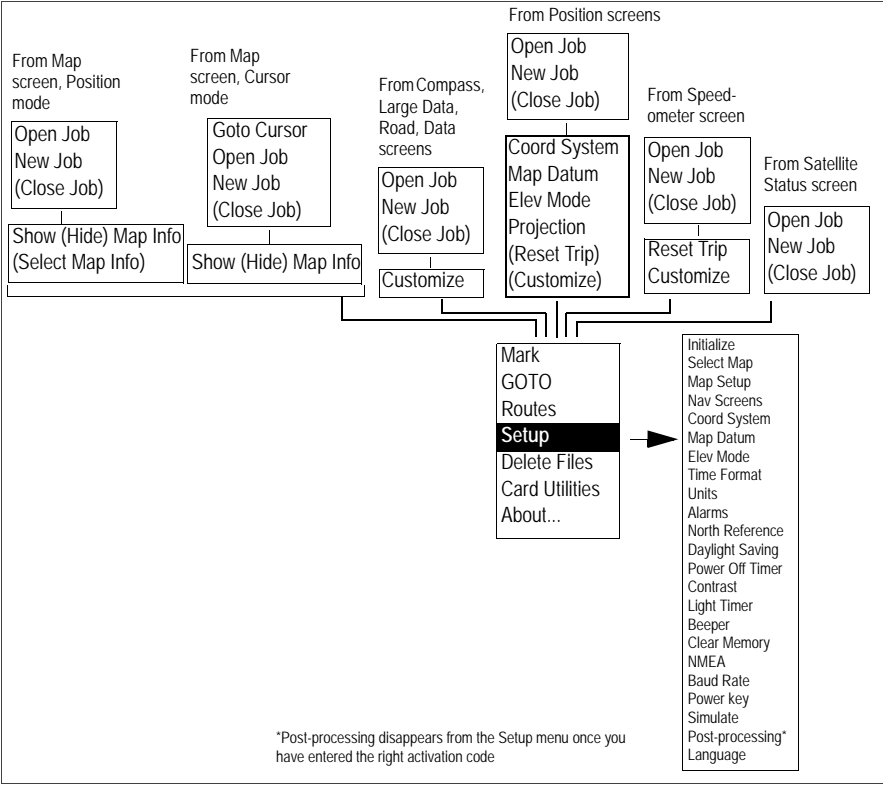 From Map
screen, Position
mode
Open Job
New Job
(Close Job)
Show (Hide) Map Info
(Select Map Info)
From Map
screen, Cursor
mode
Goto Cursor
Open Job
New Job
(Close Job)
Show (Hide) Map Info
From Compass,
Large Data,
Road, Data
screens
Open Job
New Job
(Close Job)
Customize
From Position screens
Open Job
New Job
(Close Job)
Coord System
Map Datum
Elev Mode
Projection
(Reset Trip)
(Customize)
From Speed-
ometer screen
Open Job
New Job
(Close Job)
Reset Trip
Customize
From Satellite
Status screen
Open Job
New Job
(Close Job)
Mark
GOTO
Routes
Setup
Delete Files
Card Utilities
About...
Initialize
Select Map
Map Setup
Nav Screens
Coord System
Map Datum
Elev Mode
Time Format
Units
Alarms
North Reference
Daylight Saving
Power Off Timer
Contrast
Light Timer
Beeper
Clear Memory
NMEA
Baud Rate
Power key
Simulate
Post-processing*
Language
*Post-processing disappears from the Setup menu once you
have entered the right activation code